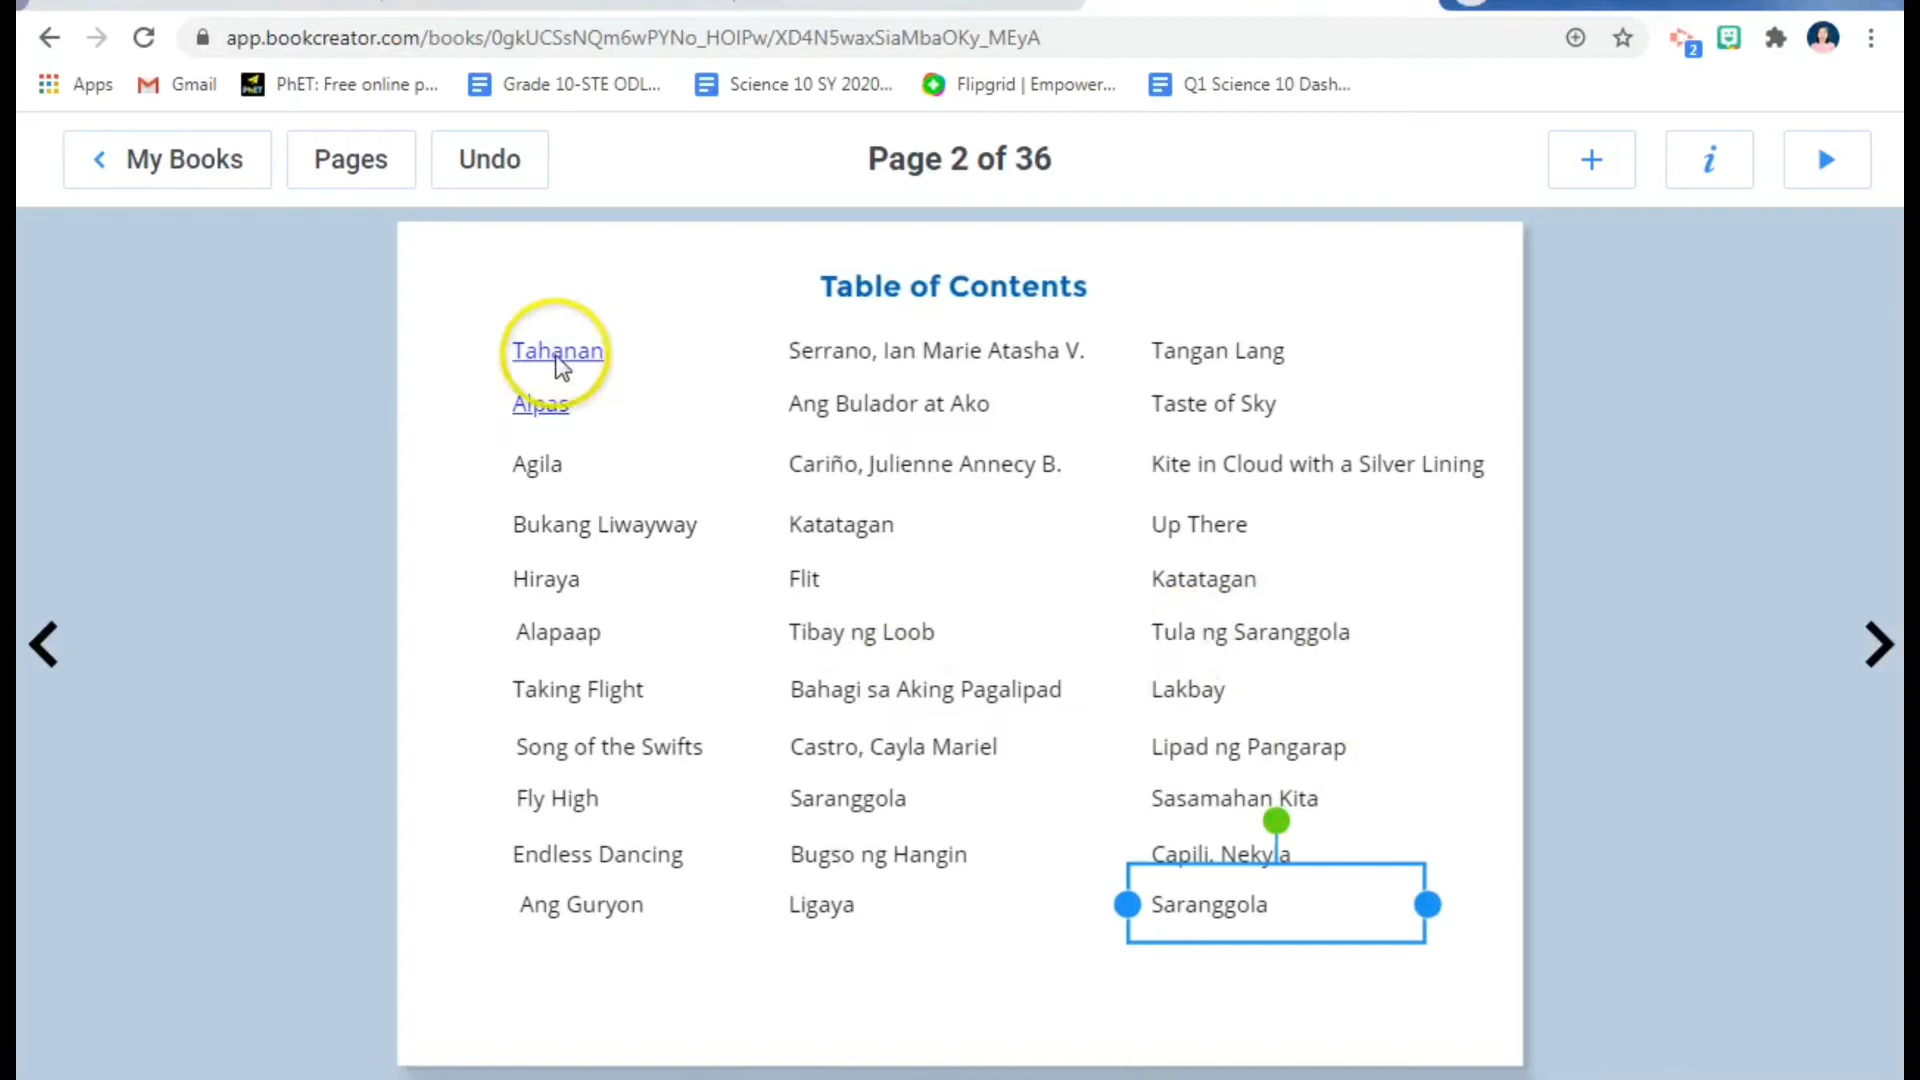 app.bookcreator.com/books/0gkUCSsNQm6wPYNo_HOIPw/XD4N5waxSiaMbaOKy_MEyA
2
Apps Gmail PhET: Free online p... Grade 10-STE ODL... Science 10 SY 2020... Flipgrid | Empower... Q1 Science 10 Dash...
My Books Pages Undo Page 2 of 36 + i
Table of Contents
Tahanan Serrano, Ian Marie Atasha V. Tangan Lang
Alpas Ang Bulador at Ako Taste of Sky
Agila Cariño, Julienne Annecy B. Kite in Cloud with a Silver Lining
Bukang Liwayway Katatagan Up There
Hiraya Flit Katatagan
Alapaap Tibay ng Loob Tula ng Saranggola
Taking Flight Bahagi sa Aking Pagalipad Lakbay
Song of the Swifts Castro, Cayla Mariel Lipad ng Pangarap
Fly High Saranggola Sasamahan Kita
Endless Dancing Bugso ng Hangin Capili, Nekyla
Ang Guryon Ligaya Saranggola